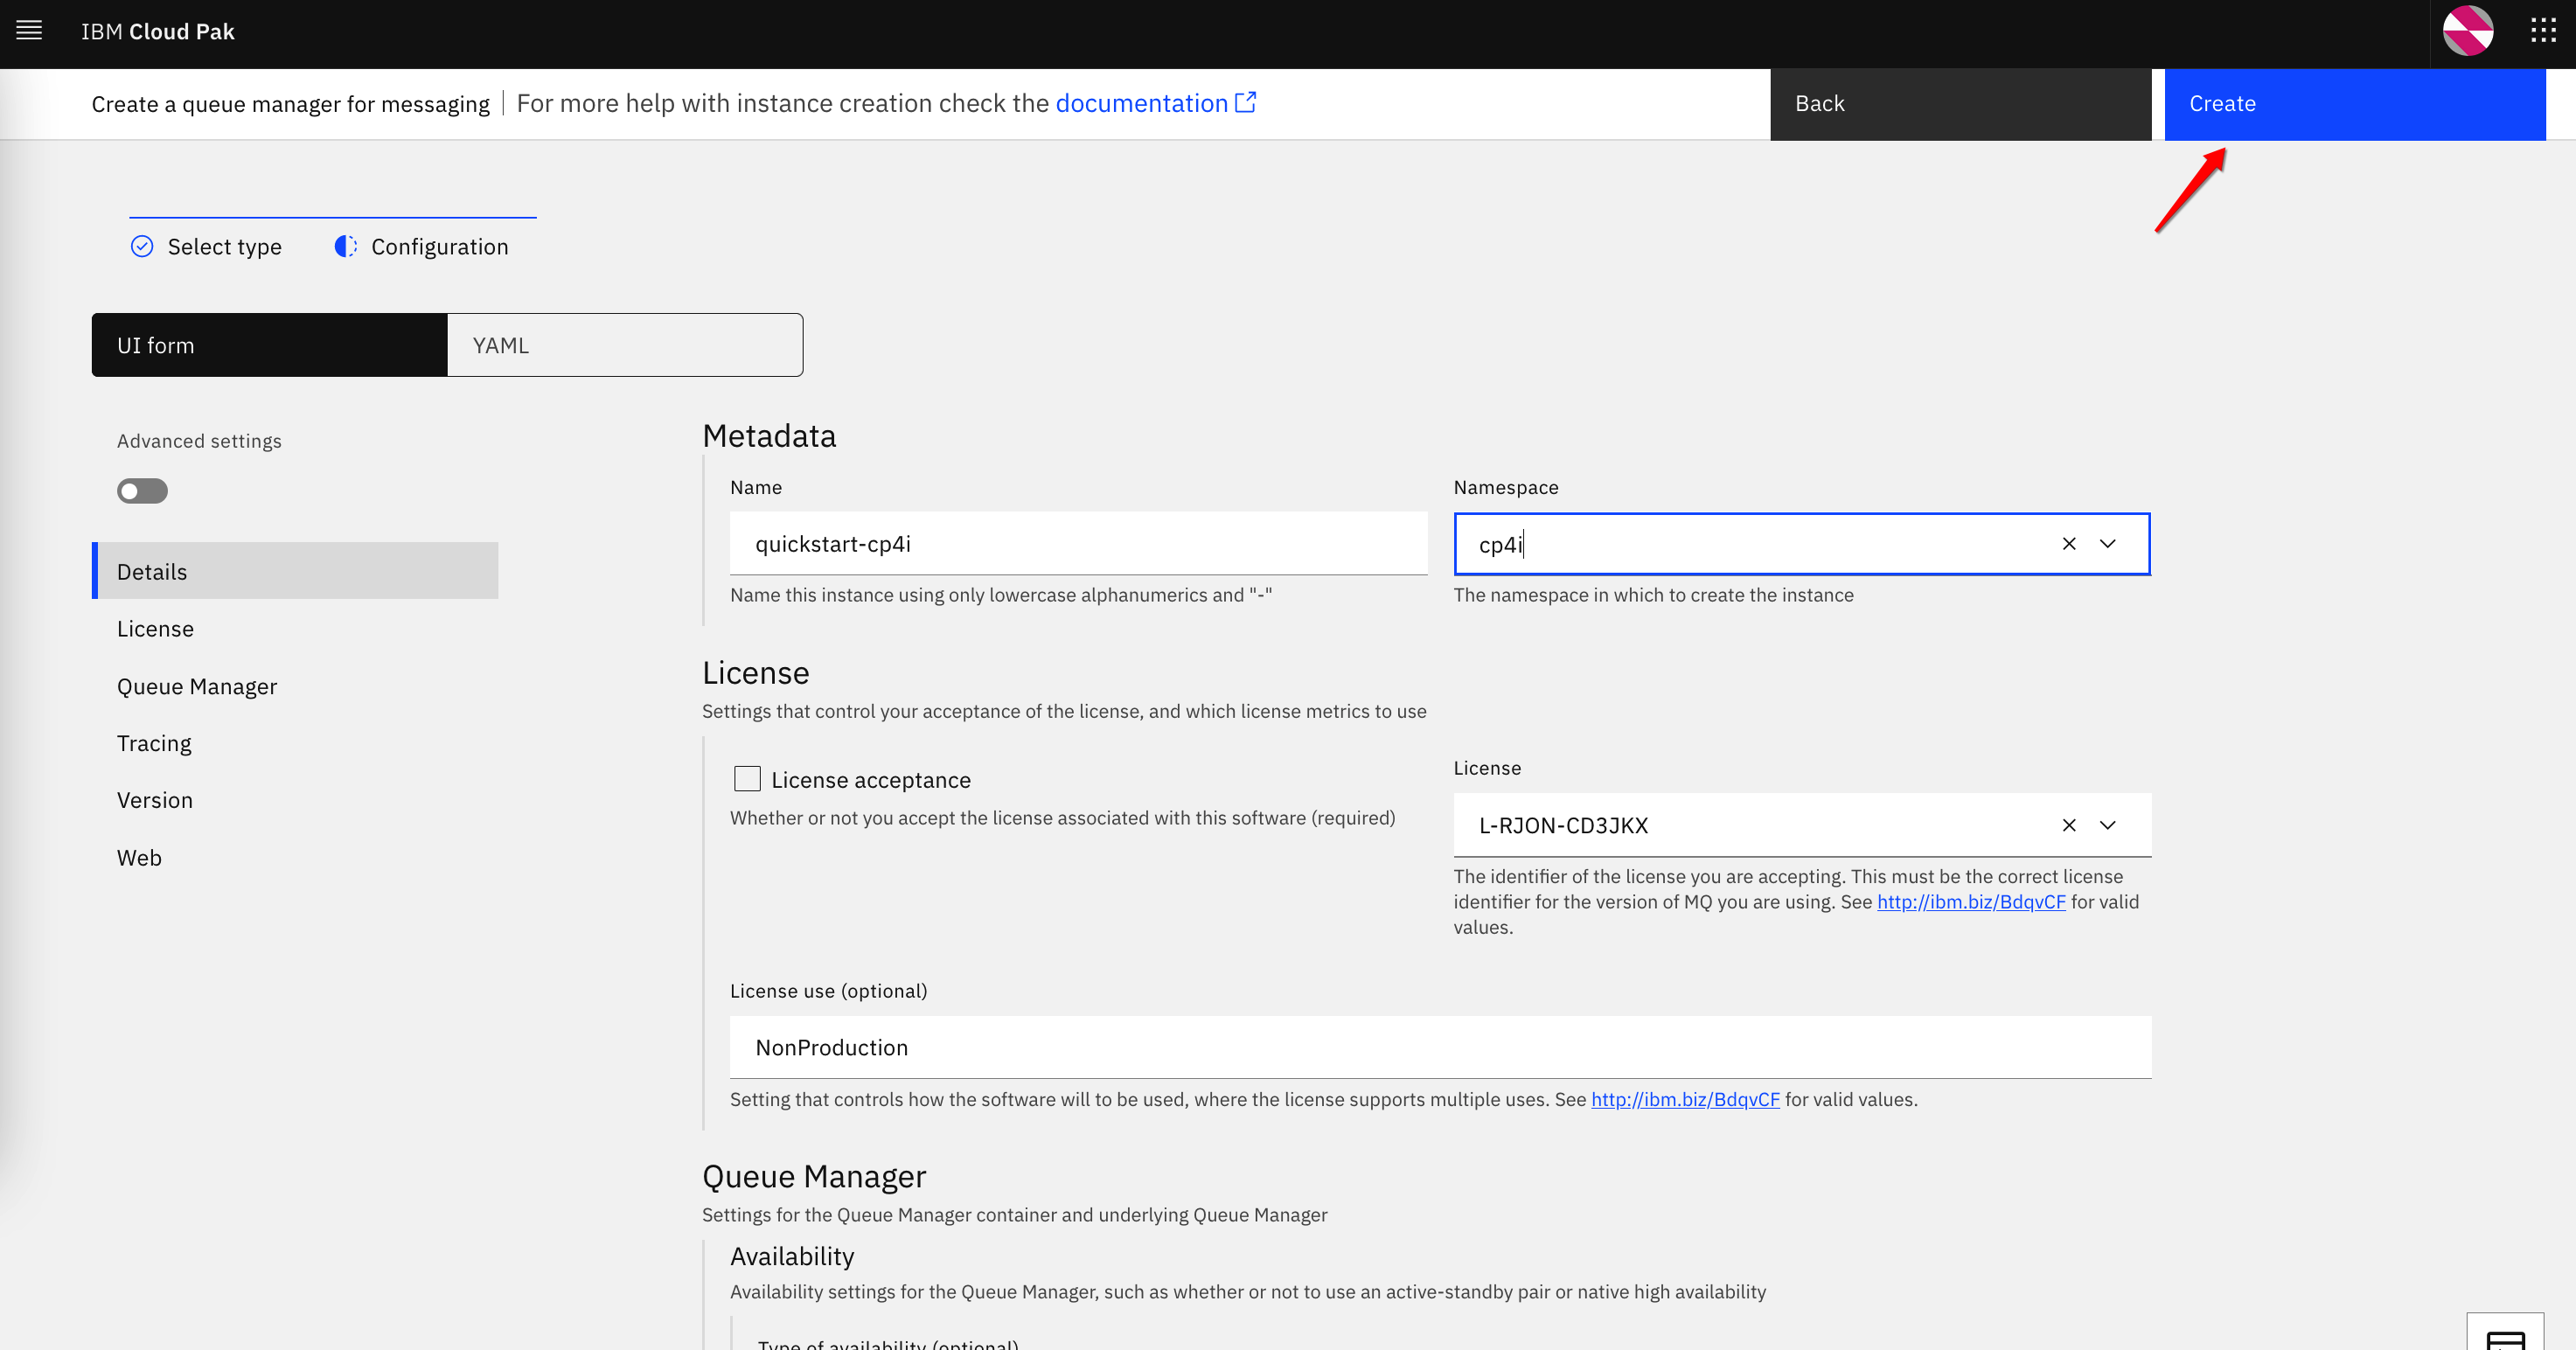 IBM Cloud Pak
Create a queue manager for messaging
For more help with instance creation check the documentation
Back
Create
Select type
Configuration
UI form
YAML
Advanced settings
Details
License
Queue Manager
Tracing
Version
Web
Metadata
Name
quickstart-cp4i
Name this instance using only lowercase alphanumerics and "-"
Namespace
cp4i
The namespace in which to create the instance
License
Settings that control your acceptance of the license, and which license metrics to use
License acceptance
Whether or not you accept the license associated with this software (required)
License
L-RJON-CD3JKX
The identifier of the license you are accepting. This must be the correct license
identifier for the version of MQ you are using. See http://ibm.biz/BdqvCF for valid
values.
License use (optional)
NonProduction
Setting that controls how the software will to be used, where the license supports multiple uses. See http://ibm.biz/BdqvCF for valid values.
Queue Manager
Settings for the Queue Manager container and underlying Queue Manager
Availability
Availability settings for the Queue Manager, such as whether or not to use an active-standby pair or native high availability
Type of availability (optional)